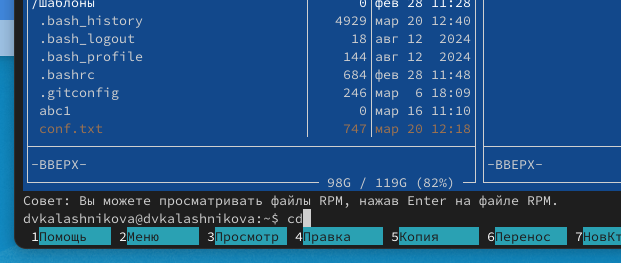 /Шаблоны 0 фев 28 11:28
.bash_history 4929 мар 20 12:40
.bash_logout 18 авг 12 2024
.bash_profile 144 авг 12 2024
.bashrc 684 фев 28 11:48
.gitconfig 246 мар 6 18:09
abc1 0 мар 16 11:10
conf.txt 747 мар 20 12:18
-ВВЕРХ- -ВВЕРХ-
98G / 119G (82%)
Совет: Вы можете просматривать файлы RPM, нажав Enter на файле RPM.
dvkalashnikova@dvkalashnikova:~$ cd
1Помощь 2Меню 3Просмотр 4Правка 5Копия 6Перенос 7НовКт